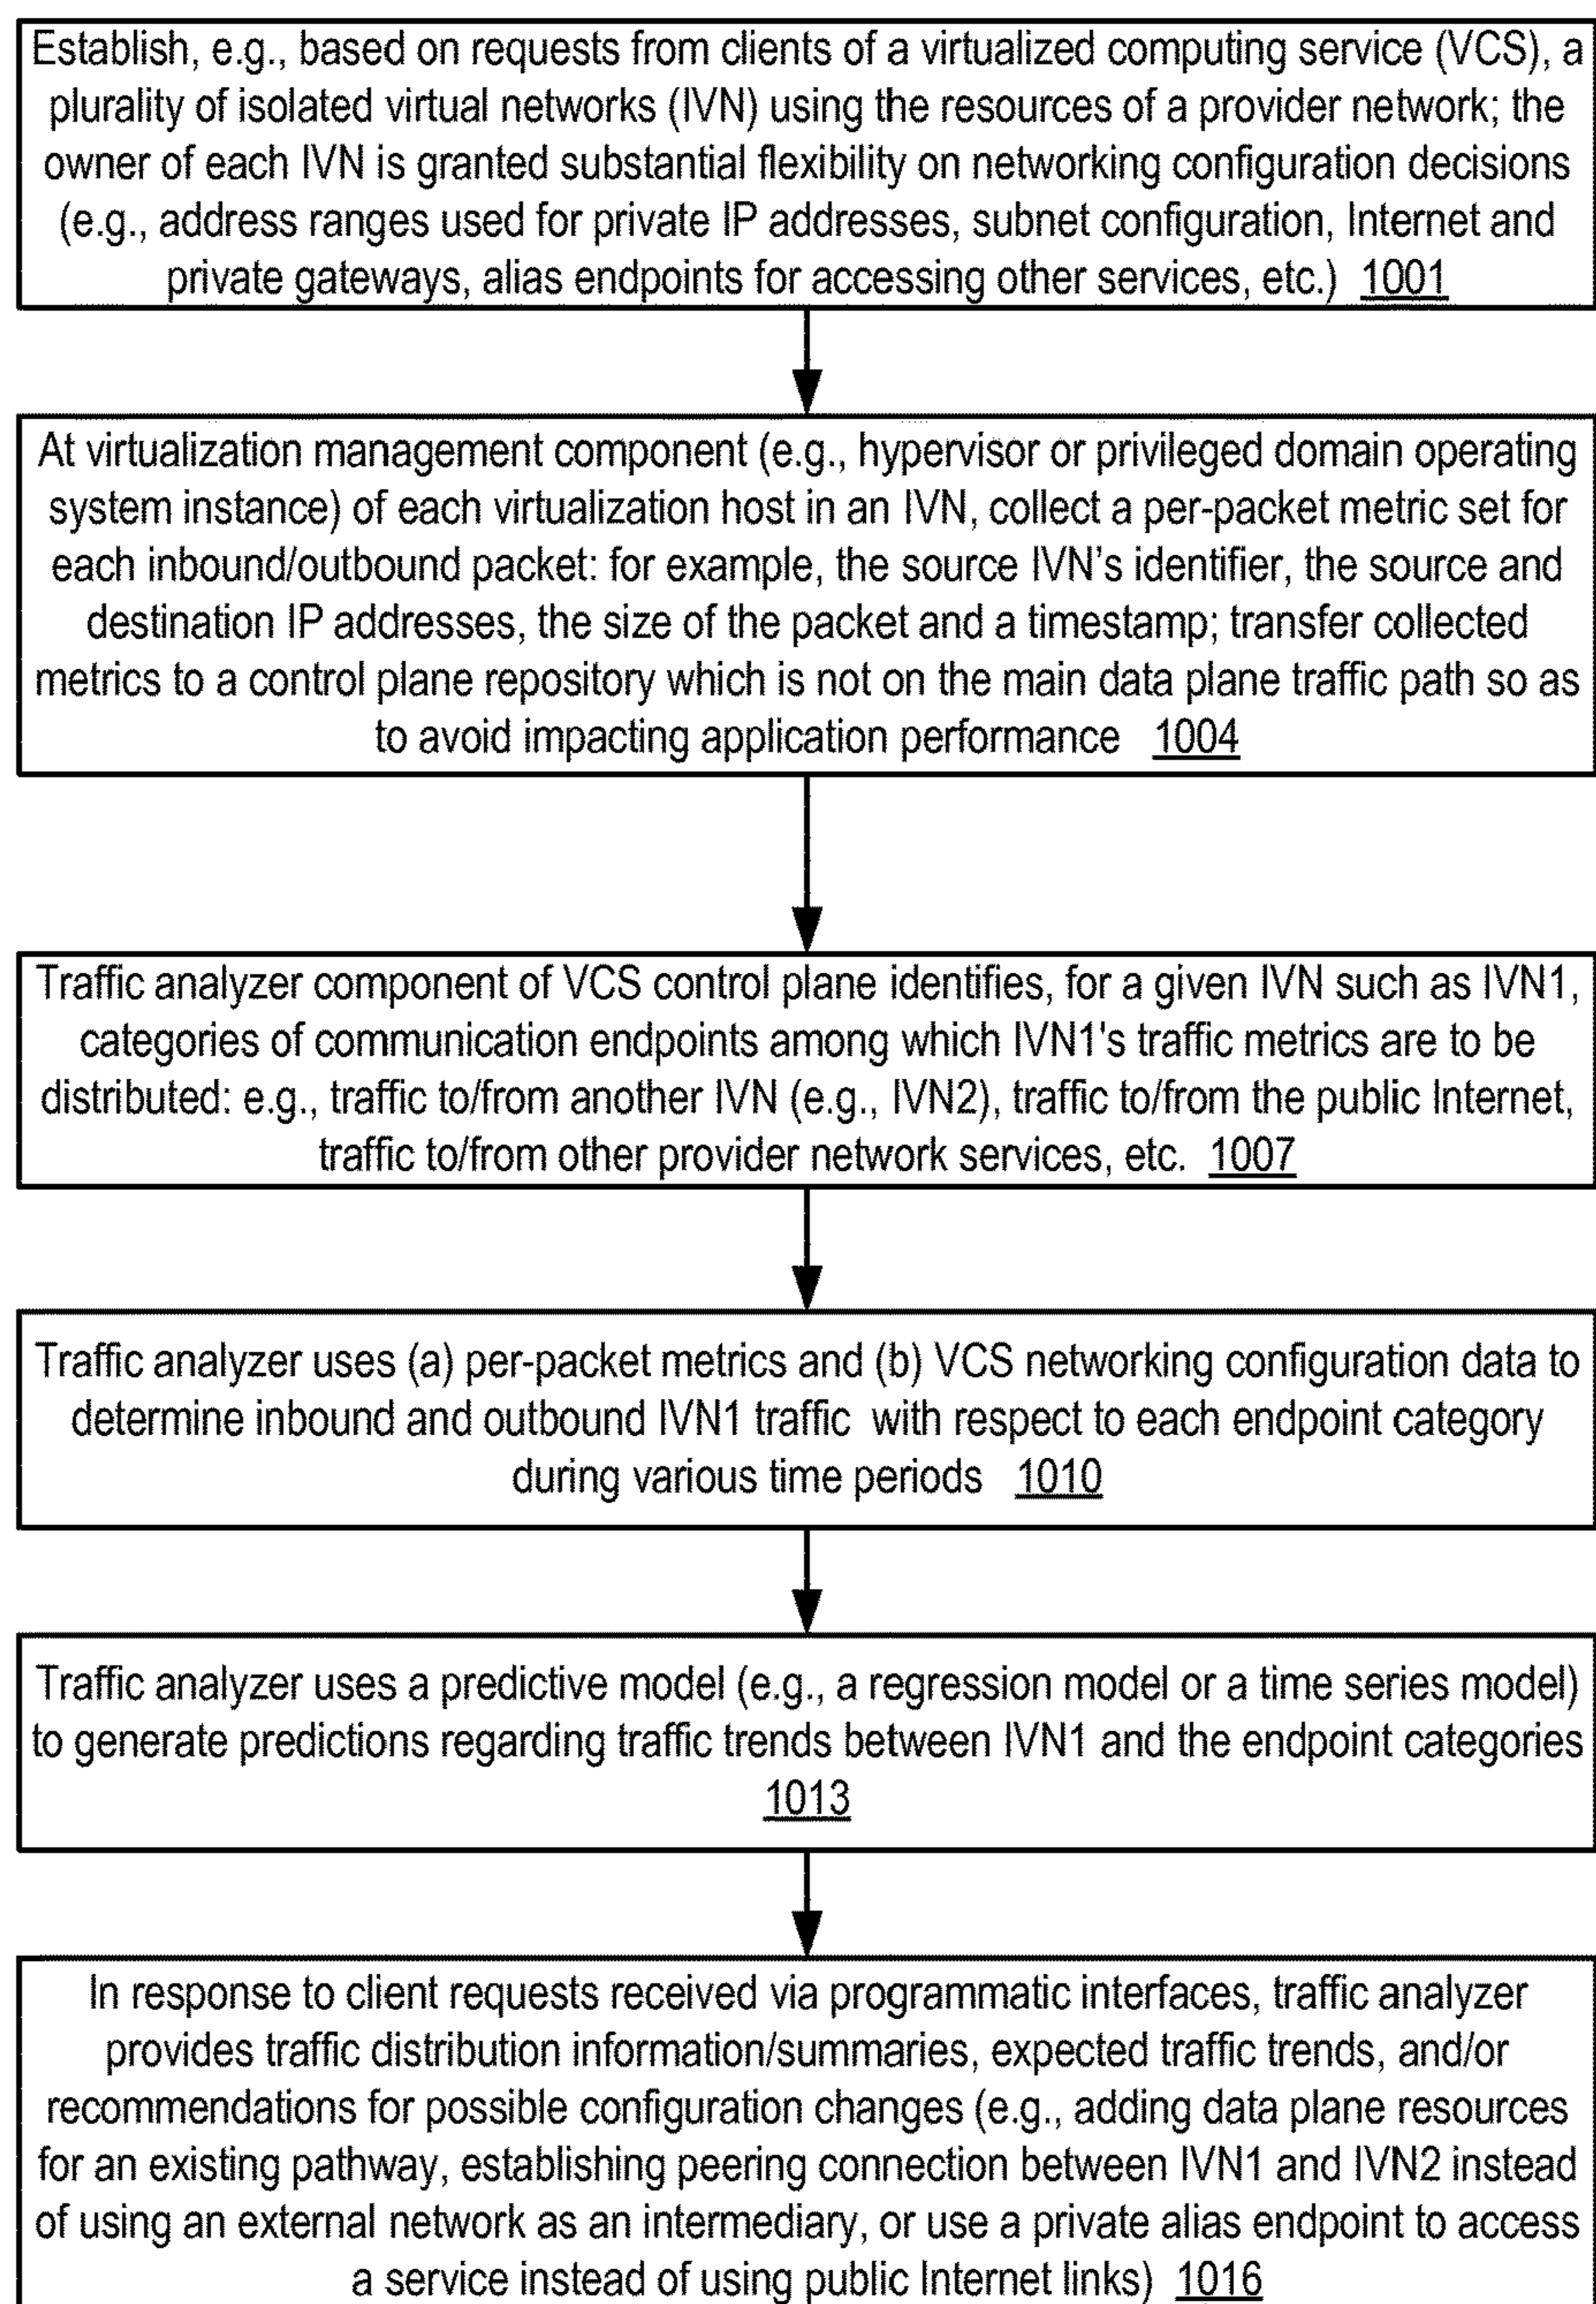 Establish, e.g., based on requests from clients of a virtualized computing service (VCS), a
plurality of isolated virtual networks (IVN) using the resources of a provider network; the
owner of each IVN is granted substantial flexibility on networking configuration decisions
(e.g., address ranges used for private IP addresses, subnet configuration, Internet and
private gateways, alias endpoints for accessing other services, etc.) 1001
At virtualization management component (e.g., hypervisor or privileged domain operating
system instance) of each virtualization host in an IVN, collect a per-packet metric set for
each inbound/outbound packet: for example, the source IVN's identifier, the source and
destination IP addresses, the size of the packet and a timestamp; transfer collected
metrics to a control plane repository which is not on the main data plane traffic path so as
to avoid impacting application performance 1004
Traffic analyzer component of VCS control plane identifies, for a given IVN such as IVN1,
categories of communication endpoints among which IVN1's traffic metrics are to be
distributed: e.g., traffic to/from another IVN (e.g., IVN2), traffic to/from the public Internet,
traffic to/from other provider network services, etc. 1007
Traffic analyzer uses (a) per-packet metrics and (b) VCS networking configuration data to
determine inbound and outbound IVN1 traffic with respect to each endpoint category
during various time periods 1010
Traffic analyzer uses a predictive model (e.g., a regression model or a time series model)
to generate predictions regarding traffic trends between IVN1 and the endpoint categories
1013
In response to client requests received via programmatic interfaces, traffic analyzer
provides traffic distribution information/summaries, expected traffic trends, and/or
recommendations for possible configuration changes (e.g., adding data plane resources
for an existing pathway, establishing peering connection between IVN1 and IVN2 instead
of using an external network as an intermediary, or use a private alias endpoint to access
a service instead of using public Internet links) 1016